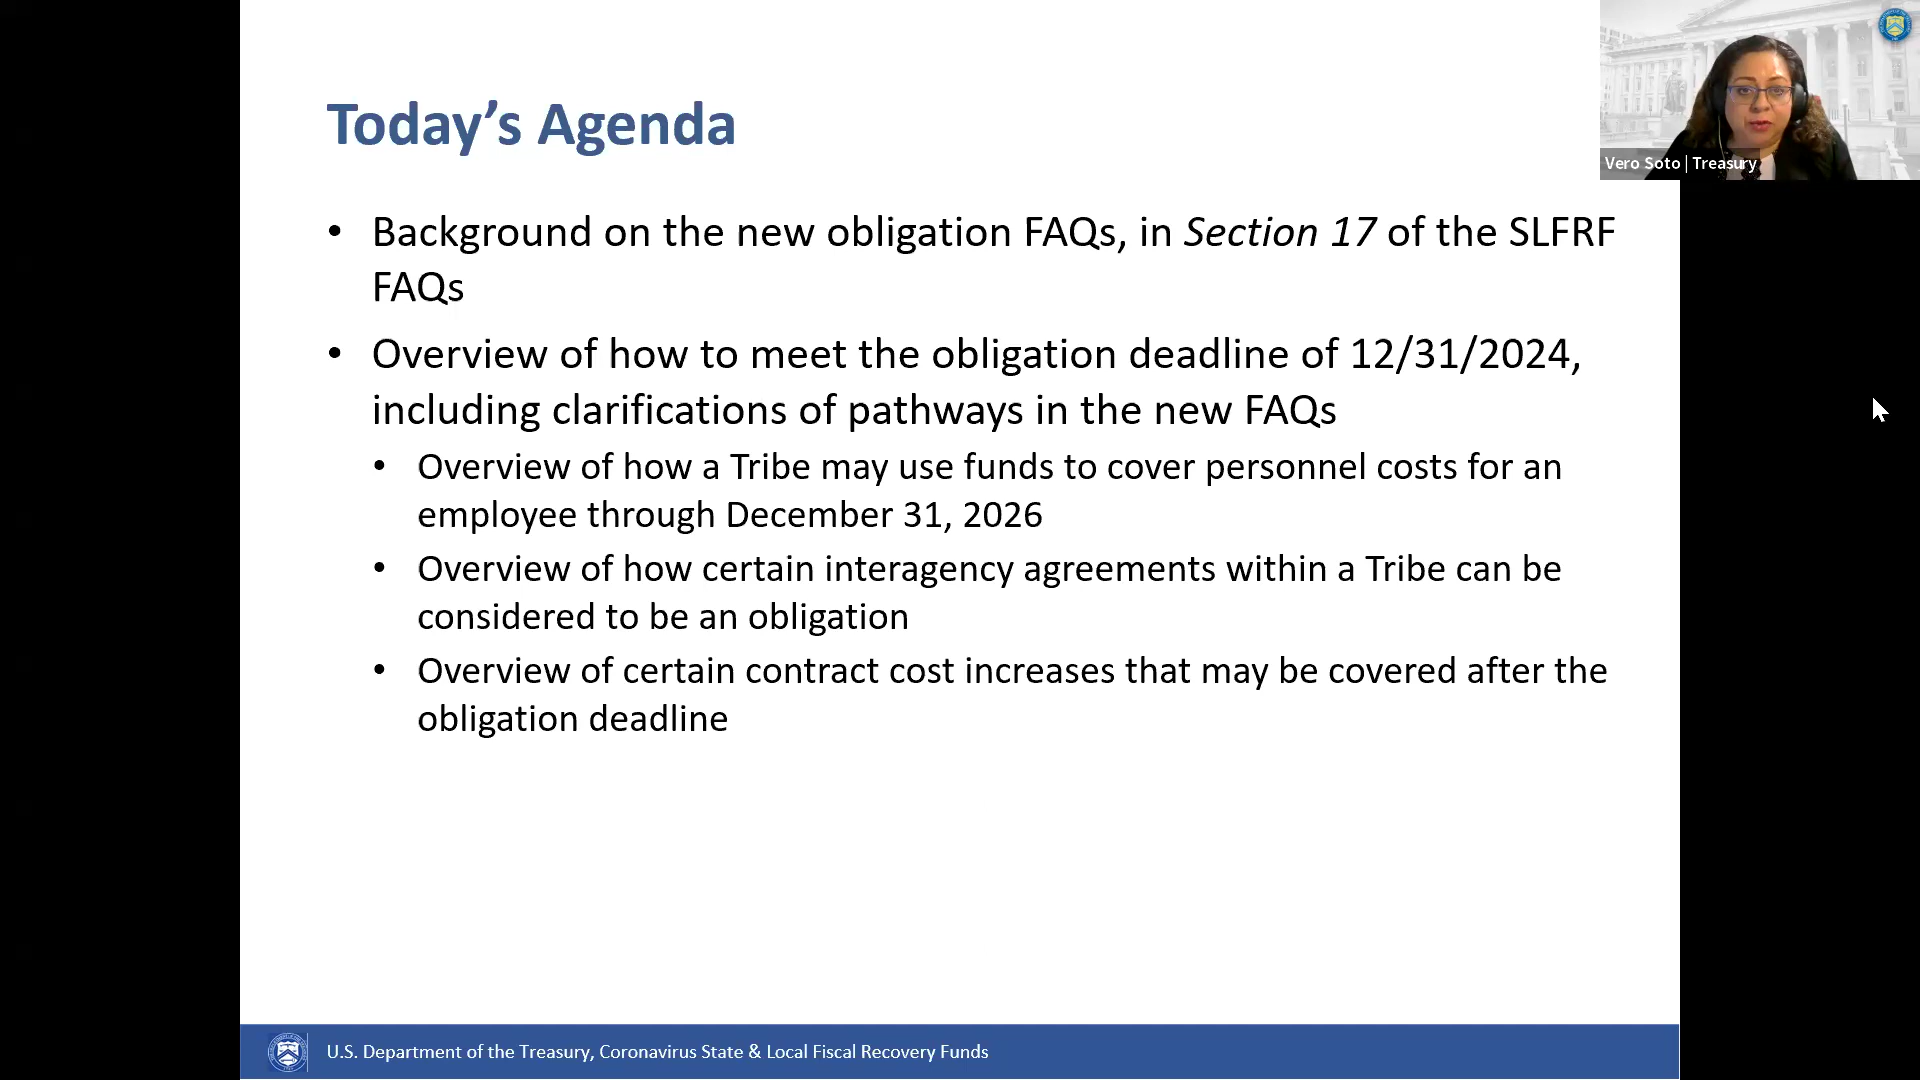 Today’s Agenda
• Background on the new obligation FAQs, in Section 17 of the SLFRF
FAQs
• Overview of how to meet the obligation deadline of 12/31/2024,
including clarifications of pathways in the new FAQs
• Overview of how a Tribe may use funds to cover personnel costs for an
employee through December 31, 2026
• Overview of how certain interagency agreements within a Tribe can be
considered to be an obligation
• Overview of certain contract cost increases that may be covered after the
obligation deadline
Vero Soto | Treasury
U.S. Department of the Treasury, Coronavirus State & Local Fiscal Recovery Funds